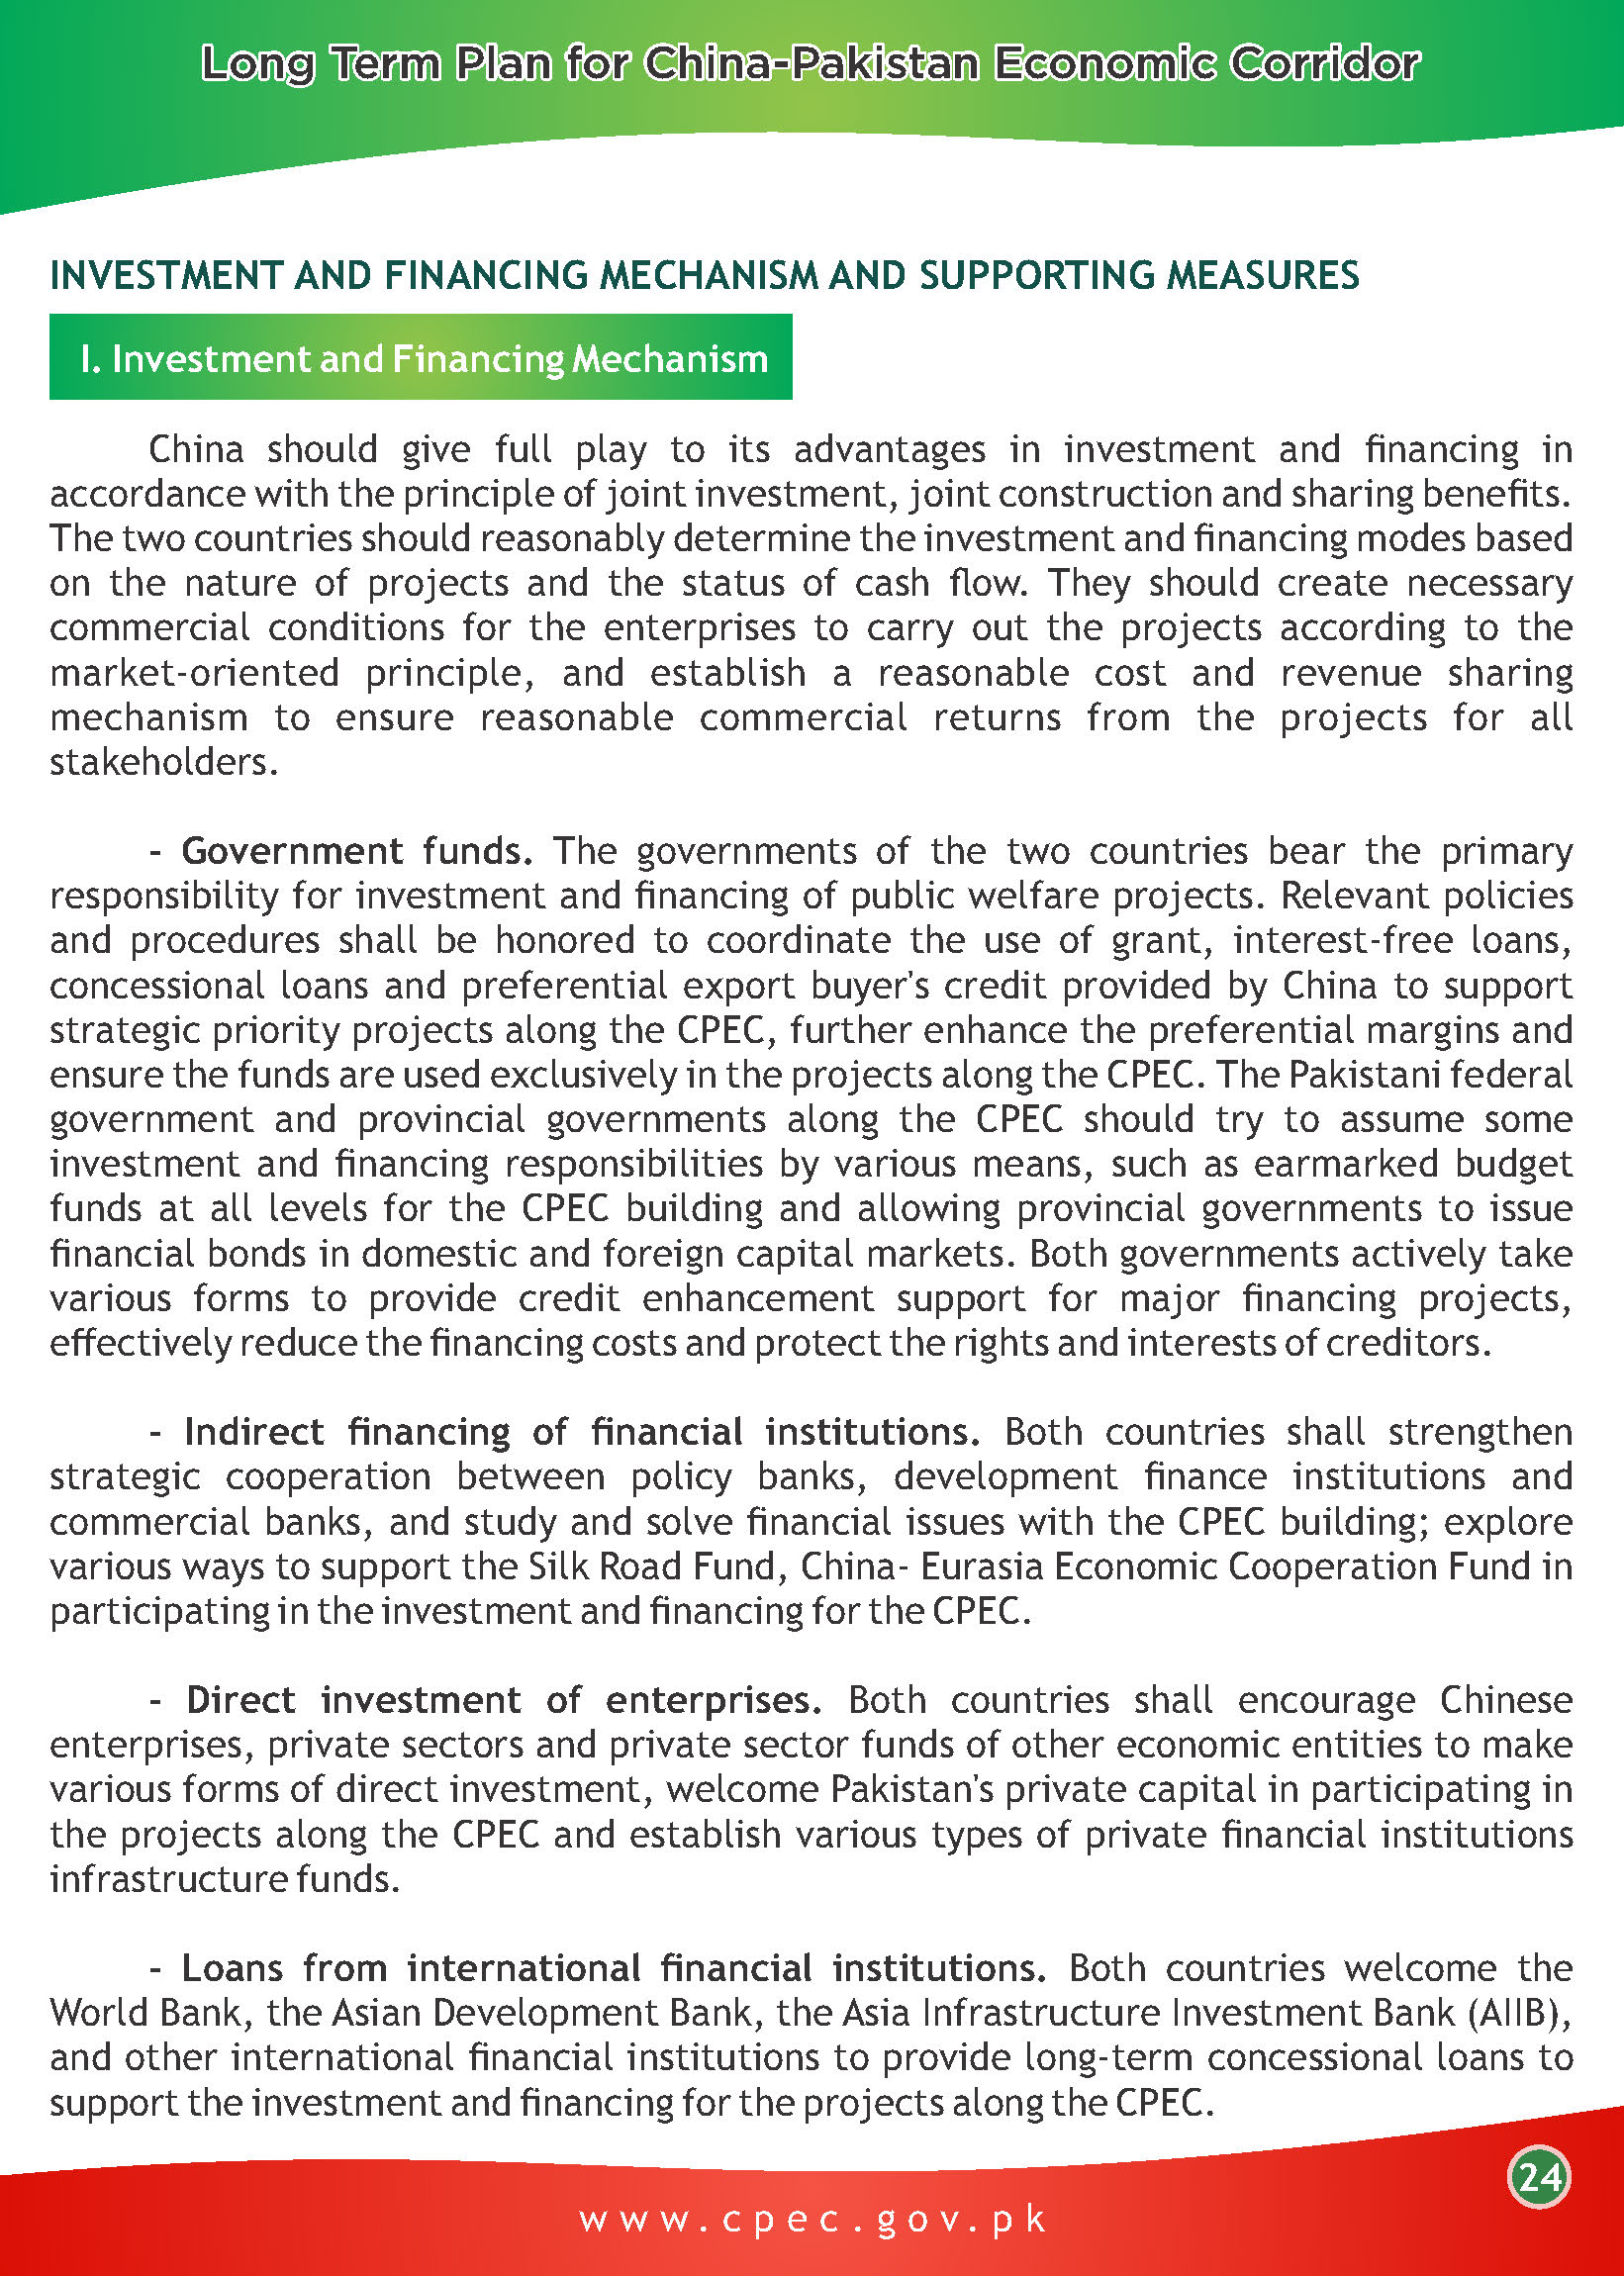 Long Term Plan for China-Pakistan Economic Corridor
INVESTMENT AND FINANCING MECHANISM AND SUPPORTING MEASURES
I. Investment and Financing Mechanism
China should give full play to its advantages in investment and financing in
accordance with the principle of joint investment, joint construction and sharing benefits.
The two countries should reasonably determine the investment and financing modes based
on the nature of projects and the status of cash flow. They should create necessary
commercial conditions for the enterprises to carry out the projects according to the
market-oriented principle, and establish a reasonable cost and revenue sharing
mechanism to ensure reasonable commercial returns from the projects for all
stakeholders.
- Government funds. The governments of the two countries bear the primary
responsibility for investment and financing of public welfare projects. Relevant policies
and procedures shall be honored to coordinate the use of grant, interest-free loans,
concessional loans and preferential export buyer's credit provided by China to support
strategic priority projects along the CPEC, further enhance the preferential margins and
ensure the funds are used exclusively in the projects along the CPEC. The Pakistani federal
government and provincial governments along the CPEC should try to assume some
investment and financing responsibilities by various means, such as earmarked budget
funds at all levels for the CPEC building and allowing provincial governments to issue
financial bonds in domestic and foreign capital markets. Both governments actively take
various forms to provide credit enhancement support for major financing projects,
effectively reduce the financing costs and protect the rights and interests of creditors.
- Indirect financing of financial institutions. Both countries shall strengthen
strategic cooperation between policy banks, development finance institutions and
commercial banks, and study and solve financial issues with the CPEC building; explore
various ways to support the Silk Road Fund, China- Eurasia Economic Cooperation Fund in
participating in the investment and financing for the CPEC.
- Direct investment of enterprises. Both countries shall encourage Chinese
enterprises, private sectors and private sector funds of other economic entities to make
various forms of direct investment, welcome Pakistan's private capital in participating in
the projects along the CPEC and establish various types of private financial institutions
infrastructure funds.
- Loans from international financial institutions. Both countries welcome the
World Bank, the Asian Development Bank, the Asia Infrastructure Investment Bank (AIIB),
and other international financial institutions to provide long-term concessional loans to
support the investment and financing for the projects along the CPEC.
24
www.cpec.gov.pk